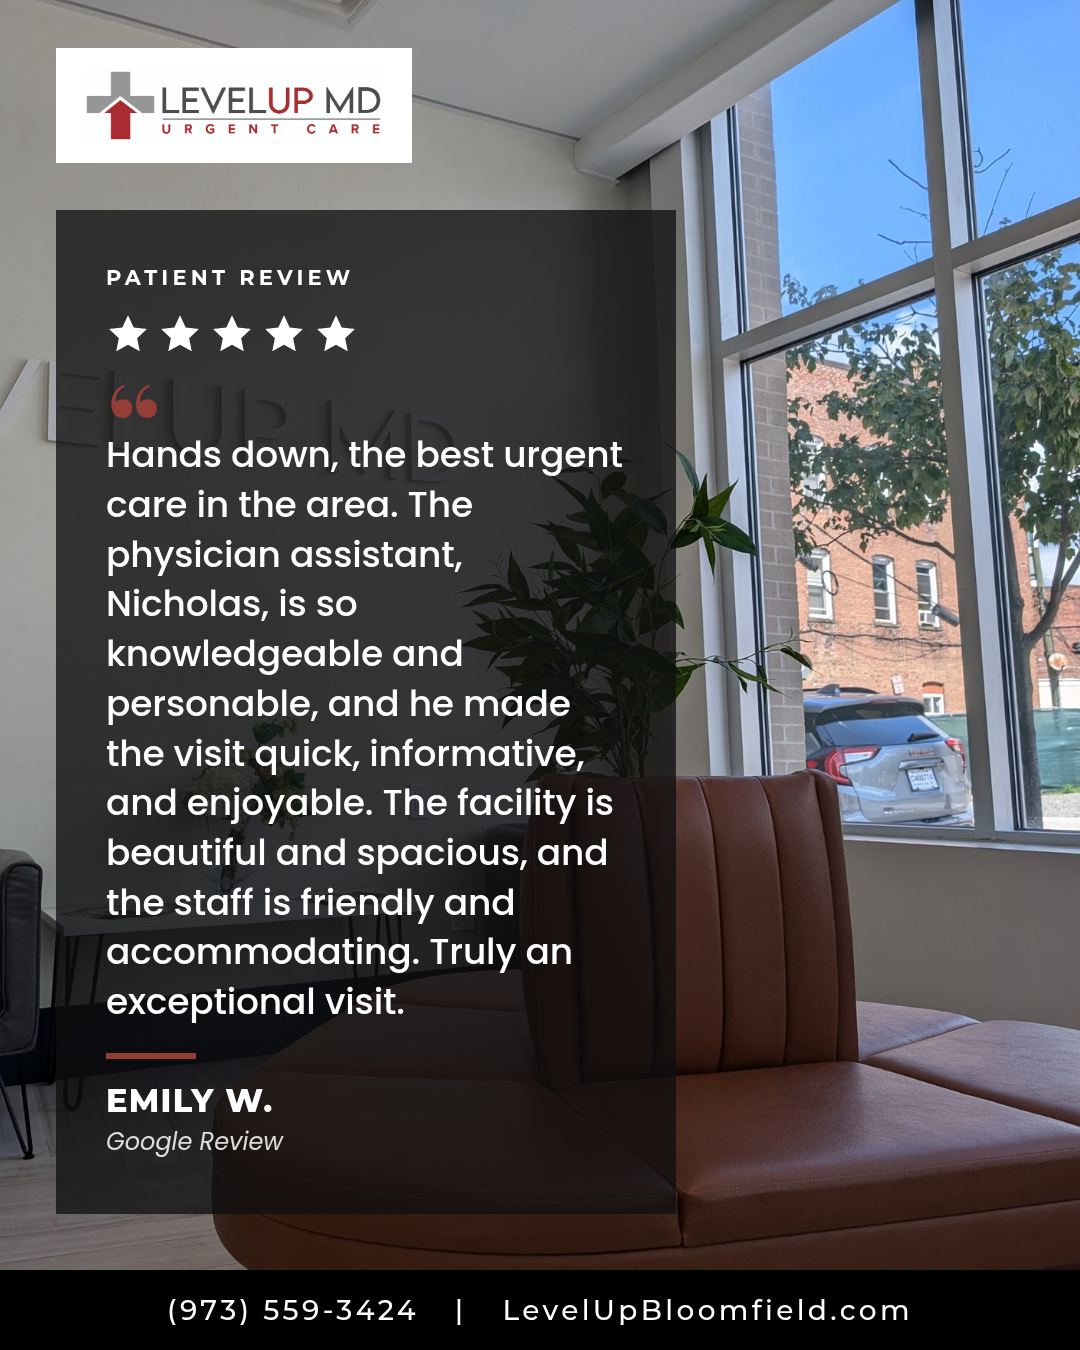 LEVELUP MD
URGENT CARE
PATIENT REVIEW
“
Hands down, the best urgent
care in the area. The
physician assistant,
Nicholas, is so
knowledgeable and
personable, and he made
the visit quick, informative,
and enjoyable. The facility is
beautiful and spacious, and
the staff is friendly and
accommodating. Truly an
exceptional visit.
EMILY W.
Google Review
(973) 559-3424 | LevelUpBloomfield.com
VELUP MD